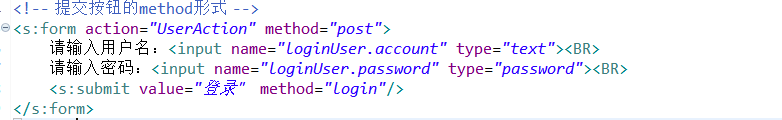 <!-- 提交按钮的method形式 -->
<s:form action="UserAction" method="post">
请输入用户名：<input name="loginUser.account" type="text"><BR>
请输入密码：<input name="loginUser.password" type="password"><BR>
<s:submit value="登录" method="login"/>
</s:form>